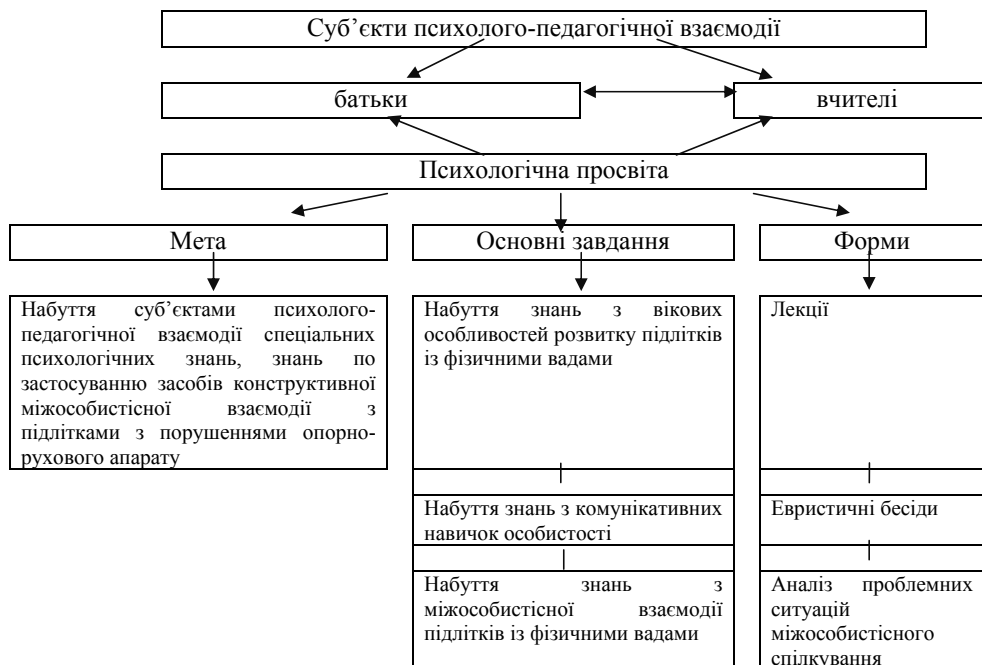 Суб’єкти психолого-педагогічної взаємодії
батьки
вчителі
Психологічна просвіта
Мета
Основні завдання
Форми
Набуття суб’єктами психолого-
педагогічної взаємодії спеціальних
психологічних знань, знань по
застосуванню засобів конструктивної
міжособистісної взаємодії з
підлітками з порушеннями опорно-
рухового апарату
Набуття знань з вікових
особливостей розвитку підлітків
із фізичними вадами
Лекції
Набуття знань з комунікативних
навичок особистості
Евристичні бесіди
Набуття знань з
міжособистісної взаємодії
підлітків із фізичними вадами
Аналіз проблемних
ситуацій
міжособистісного
спілкування